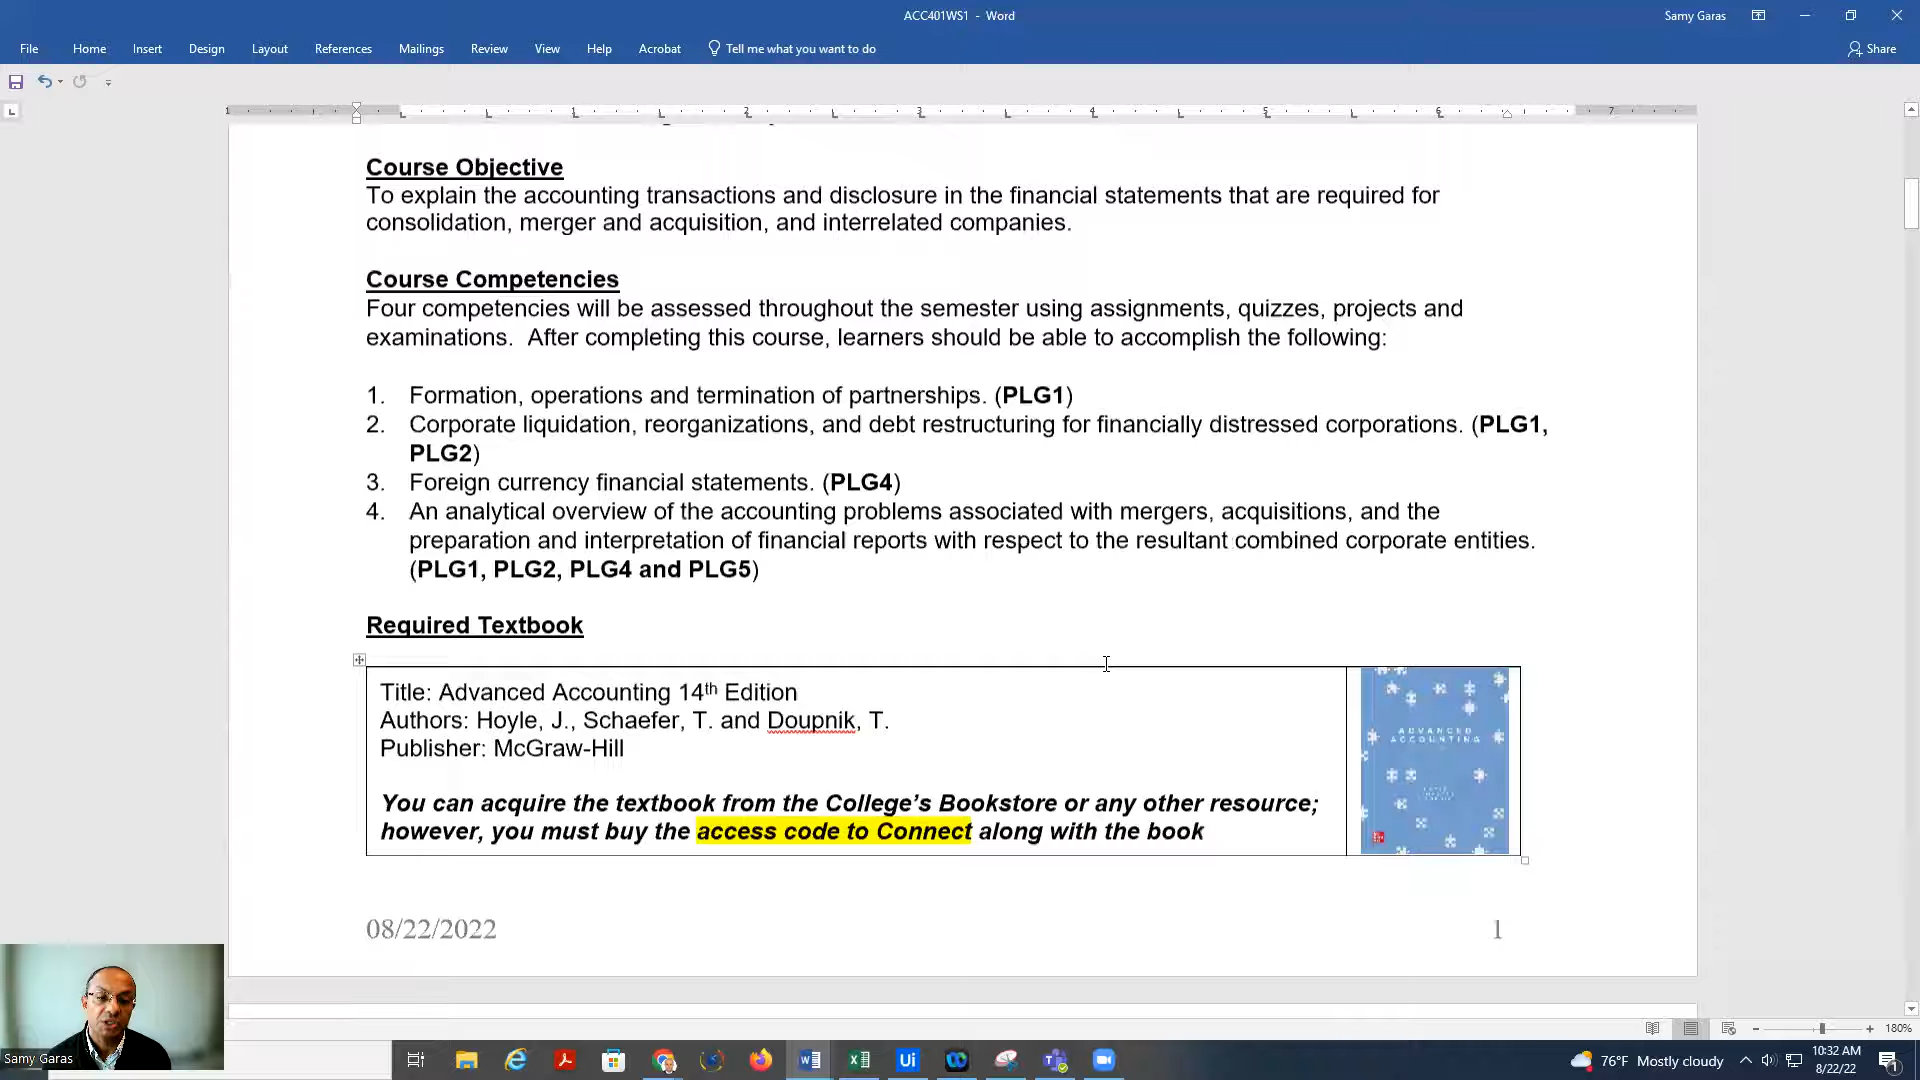 ACC401WS1 - Word
Samy Garas
File Home Insert Design Layout References Mailings Review View Help Acrobat Tell me what you want to do Share
1 1 2 3 4 5 6 7
Course Objective
To explain the accounting transactions and disclosure in the financial statements that are required for
consolidation, merger and acquisition, and interrelated companies.
Course Competencies
Four competencies will be assessed throughout the semester using assignments, quizzes, projects and
examinations. After completing this course, learners should be able to accomplish the following:
1. Formation, operations and termination of partnerships. (PLG1)
2. Corporate liquidation, reorganizations, and debt restructuring for financially distressed corporations. (PLG1,
PLG2)
3. Foreign currency financial statements. (PLG4)
4. An analytical overview of the accounting problems associated with mergers, acquisitions, and the
preparation and interpretation of financial reports with respect to the resultant combined corporate entities.
(PLG1, PLG2, PLG4 and PLG5)
Required Textbook
Title: Advanced Accounting 14th Edition
Authors: Hoyle, J., Schaefer, T. and Doupnik, T.
Publisher: McGraw-Hill
You can acquire the textbook from the College's Bookstore or any other resource;
however, you must buy the access code to Connect along with the book
ADVANCED
ACCOUNTING
08/22/2022 1
Samy Garas
180%
Ui
76°F Mostly cloudy
10:32 AM
8/22/22
1